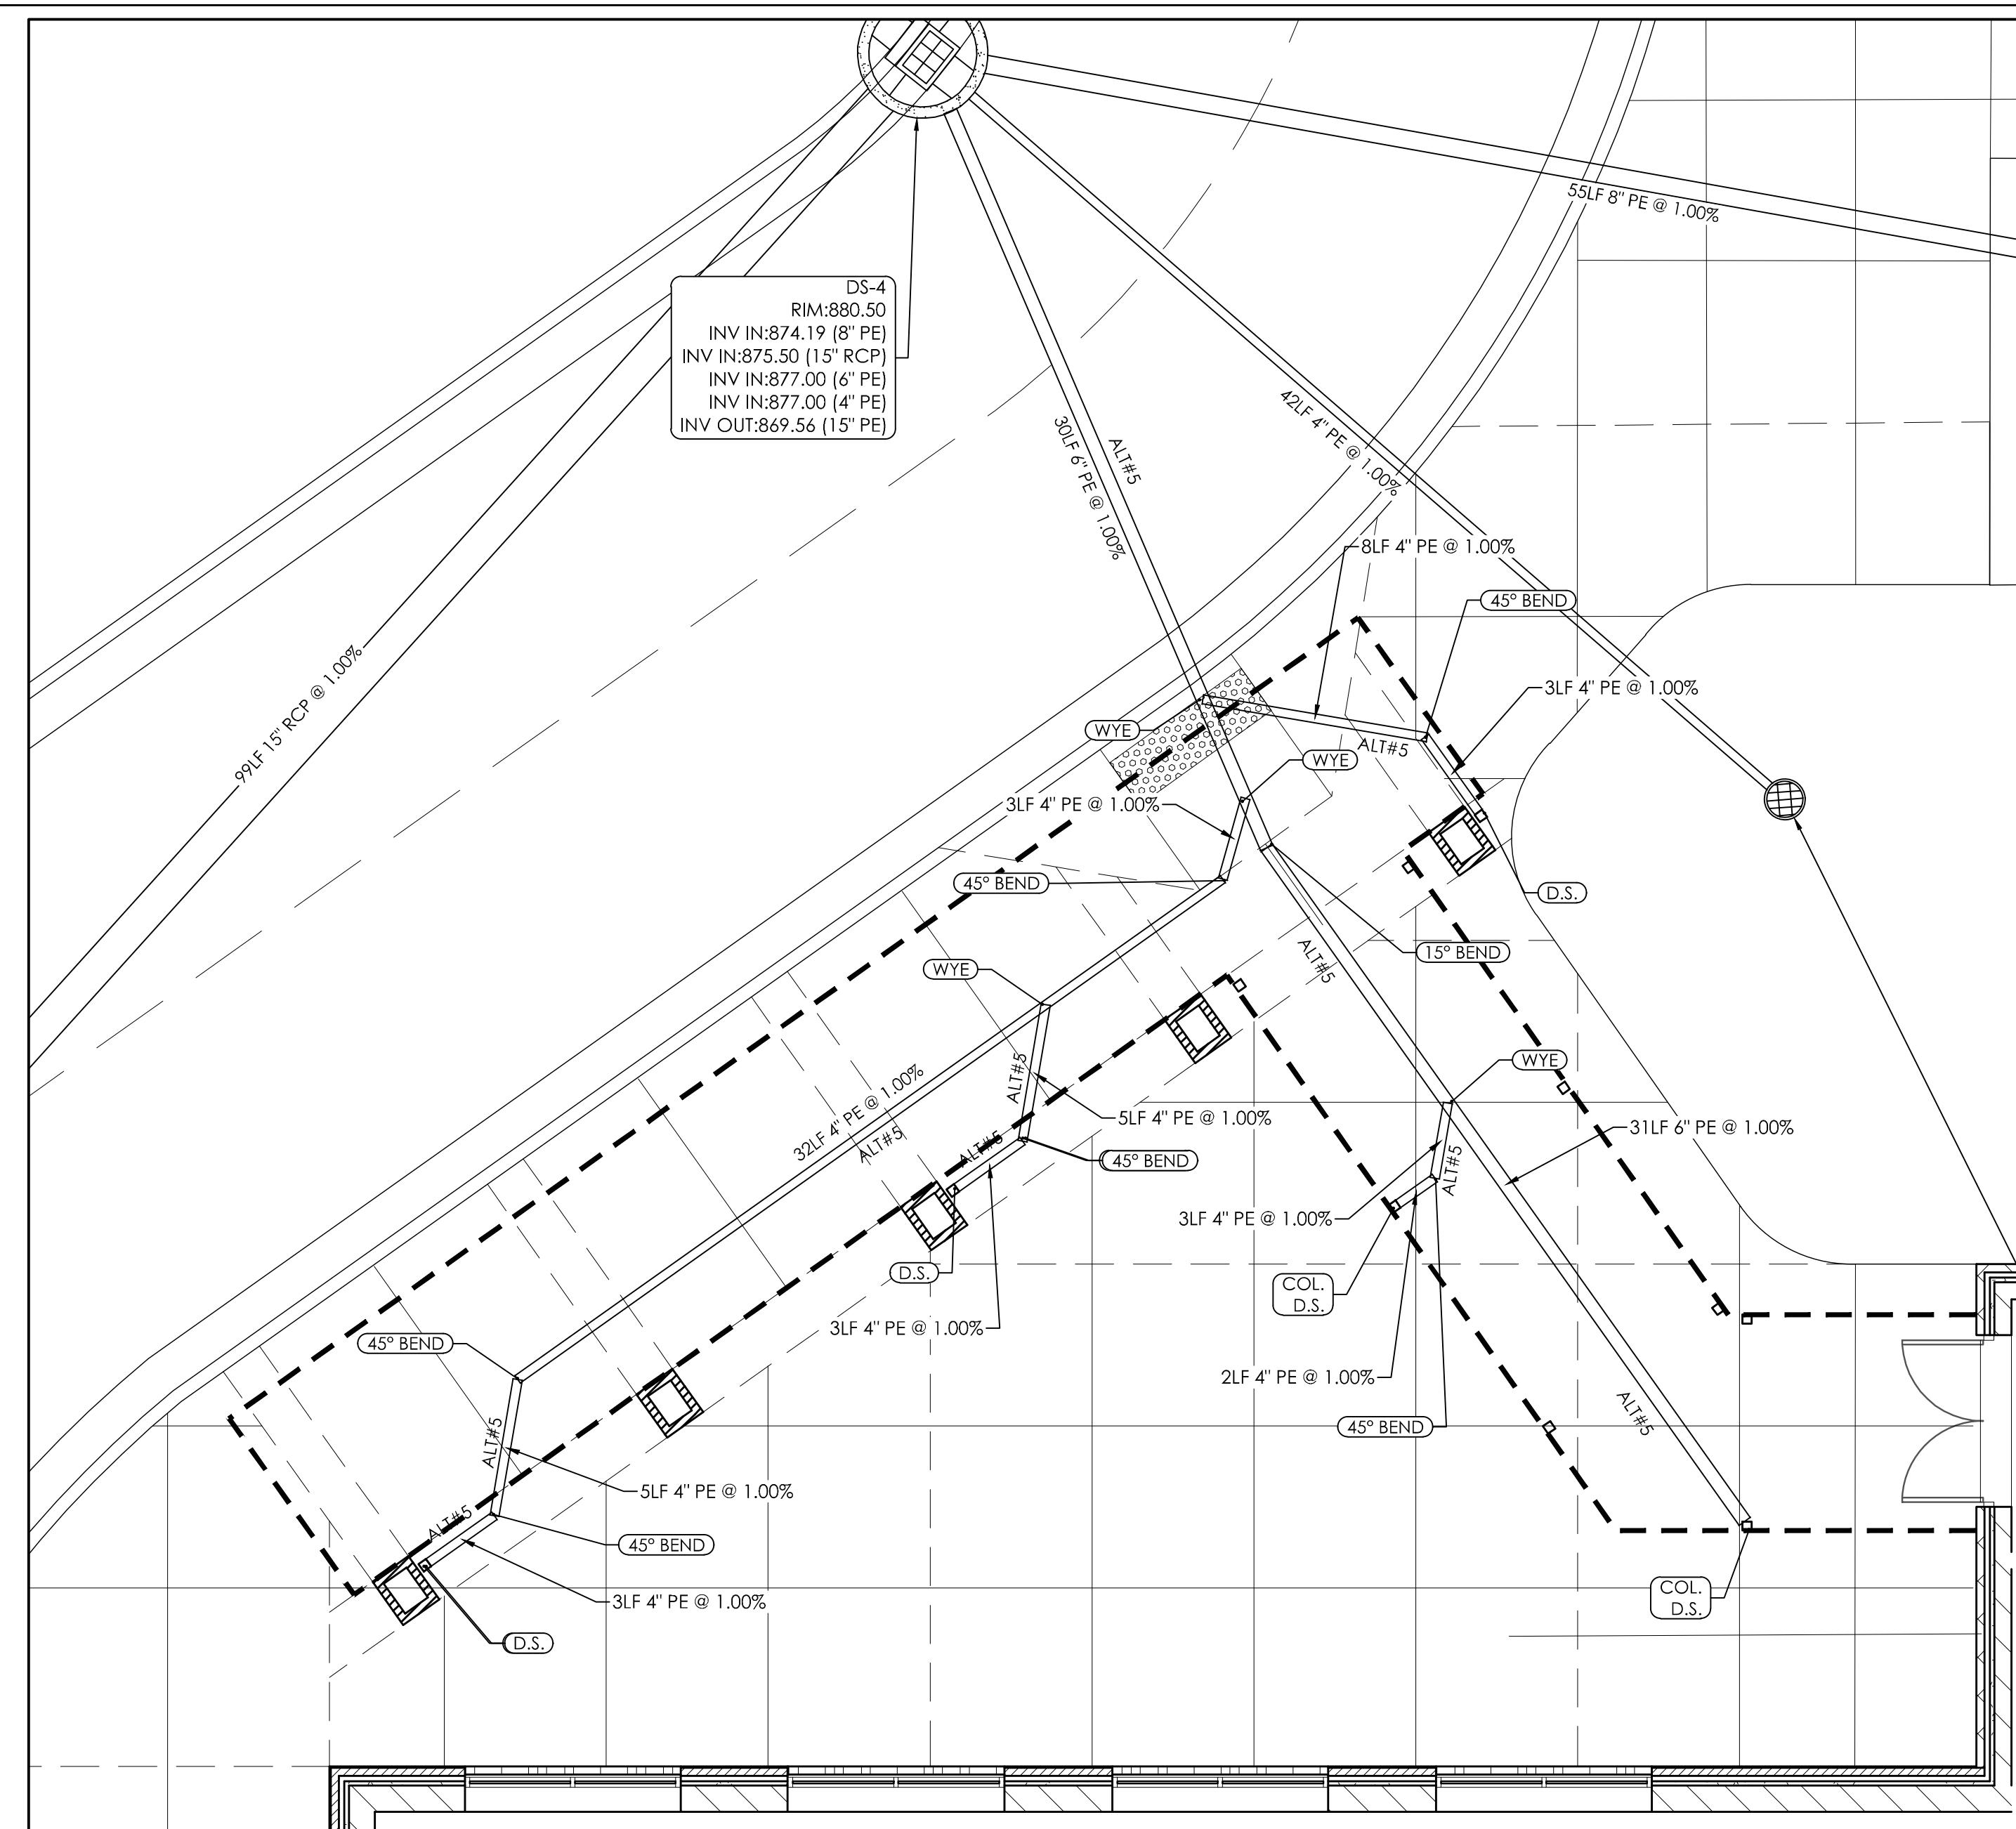 55LF 8" PE @ 1.00%
DS-4
RIM:880.50
INV IN:874.19 (8" PE)
INV IN:875.50 (15" RCP)
INV IN:877.00 (6" PE)
INV IN:877.00 (4" PE)
INV OUT:869.56 (15" PE)
30LF 6" PE @ 1.00%
ALT#5
42LF 4" PE @ 1.00%
8LF 4" PE @ 1.00%
45° BEND
99LF 15" RCP @ 1.00%
3LF 4" PE @ 1.00%
WYE
ALT#5
WYE
3LF 4" PE @ 1.00%
45° BEND
D.S.
WYE
ALT#5
15° BEND
32LF 4" PE @ 1.00%
ALT#5
ALT#5
5LF 4" PE @ 1.00%
WYE
31LF 6" PE @ 1.00%
ALT#5
45° BEND
ALT#5
3LF 4" PE @ 1.00%
D.S.
COL.
D.S.
3LF 4" PE @ 1.00%
45° BEND
2LF 4" PE @ 1.00%
45° BEND
ALT#5
ALT#5
5LF 4" PE @ 1.00%
ALT#5
45° BEND
3LF 4" PE @ 1.00%
COL.
D.S.
D.S.